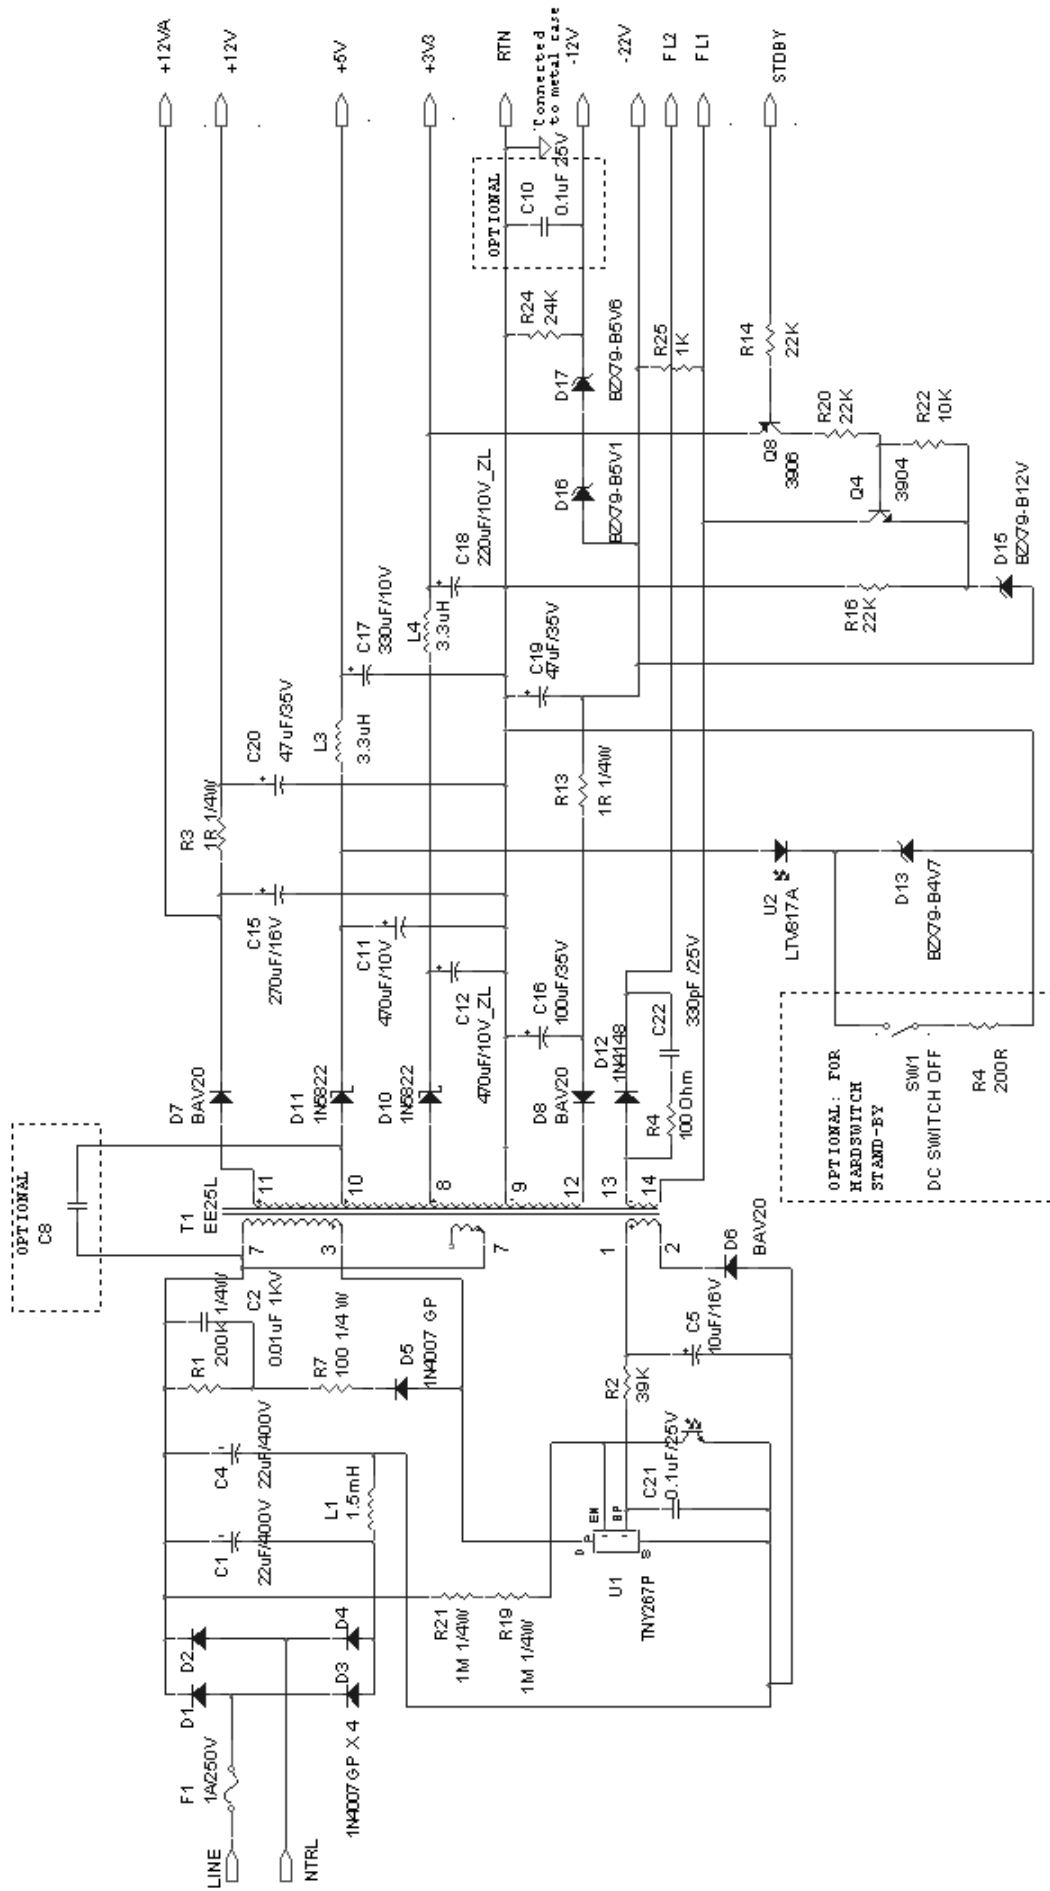 LINE
NTRL
F1
1A/250V
D1
D2
D3
D4
1N4007GP X 4
C1
22uF/400V
C4
22uF/400V
L1
1.5mH
R21
1M 1/4W
R19
1M 1/4W
R1
200K 1/4W
C2
0.01uF 1KV
R7
100 1/4 W
D5
1N4007 GP
U1
TNY267P
D
S
EN
BP
C21
0.1uF/25V
R2
39K
C5
10uF/16V
D6
BAV20
OPTIONAL
C8
T1
EE25L
7
3
7
1
2
11
10
8
9
12
13
14
D7
BAV20
D11
1N5822
D10
1N5822
D8
BAV20
D12
1N4148
R4
100 Ohm
C22
330pF /25V
C15
270uF/16V
C11
470uF/10V
C12
470uF/10V_ZL
C16
100uF/35V
R3
1R 1/4W
C20
47uF/35V
L3
3.3uH
C17
330uF/10V
L4
3.3uH
C18
220uF/10V_ZL
R13
1R 1/4W
C19
47uF/35V
D16
BZX79-B5V1
D17
BZX79-B5V6
R24
24K
OPTIONAL
C10
0.1uF 25V
R25
1K
R14
22K
Q8
3906
R20
22K
R22
10K
Q4
3904
D15
BZX79-B12V
R16
22K
U2
LTV817A
D13
BZX79-B4V7
OPTIONAL: FOR
HARDSWITCH
STAND-BY
SW1
DC SWITCH OFF
R4
200R
+12VA
+12V
+5V
+3V3
RTN
Connected
to metal case
-12V
-22V
FL2
FL1
STDBY